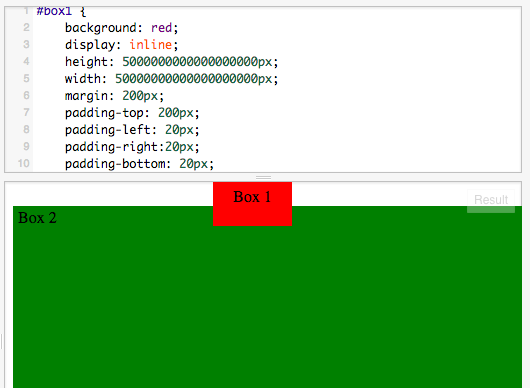 1 #box1 {
2 background: red;
3 display: inline;
4 height: 5000000000000000000px;
5 width: 50000000000000000000px;
6 margin: 200px;
7 padding-top: 200px;
8 padding-left: 20px;
9 padding-right:20px;
10 padding-bottom: 20px;
Result
Box 1
Box 2